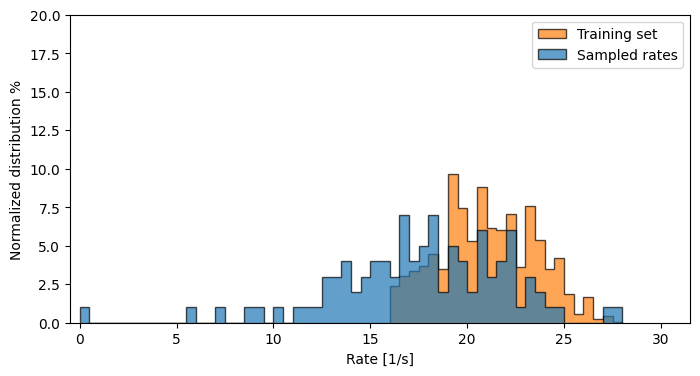 20.0
17.5
15.0
12.5
10.0
7.5
5.0
2.5
0.0
Normalized distribution %
Training set
Sampled rates
0 5 10 15 20 25 30
Rate [1/s]